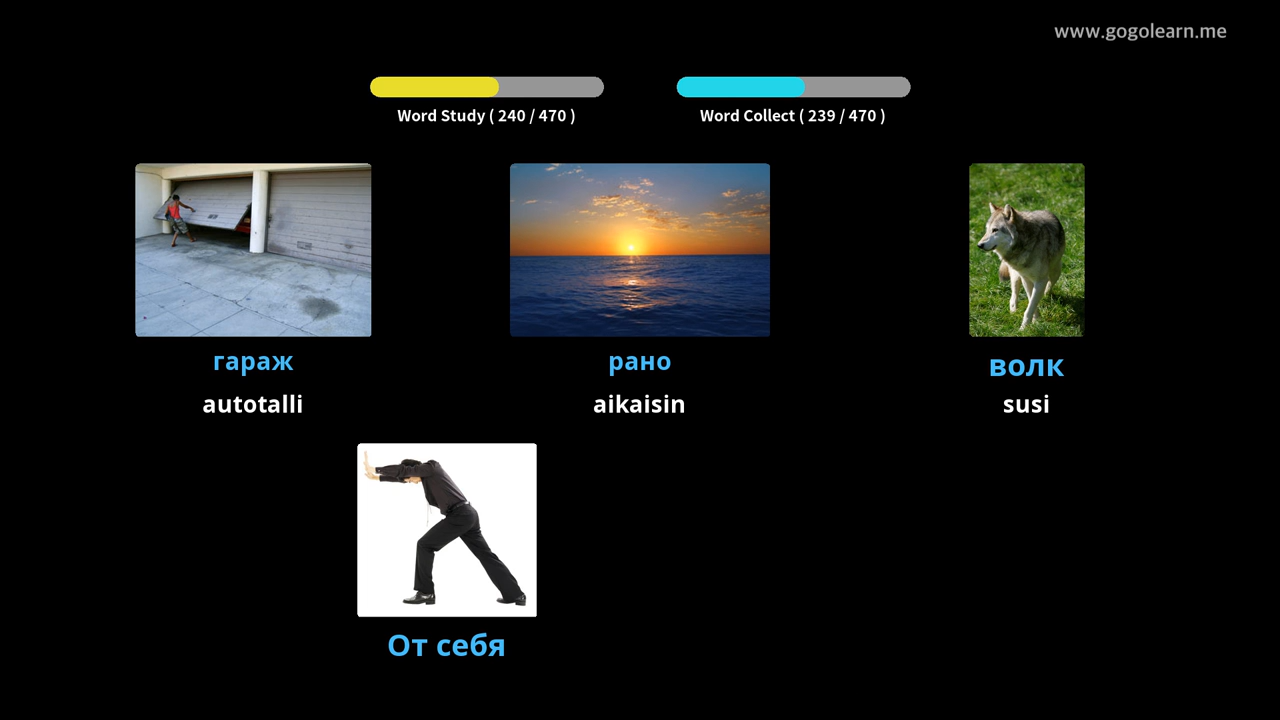 www.gogolearn.me
Word Study ( 240 / 470 )
Word Collect ( 239 / 470 )
гараж
рано
волк
autotalli
aikaisin
susi
От себя